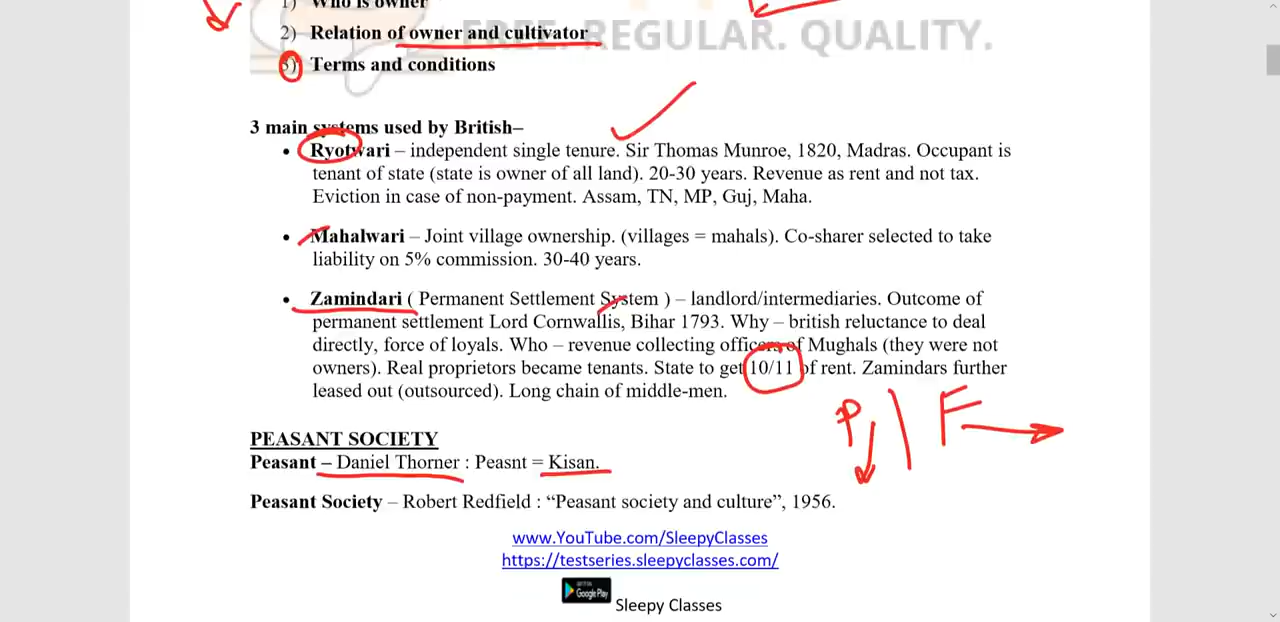 1) Who is owner
FREE. REGULAR. QUALITY.
2) Relation of owner and cultivator
3) Terms and conditions
3 main systems used by British–
• Ryotwari – independent single tenure. Sir Thomas Munroe, 1820, Madras. Occupant is
tenant of state (state is owner of all land). 20-30 years. Revenue as rent and not tax.
Eviction in case of non-payment. Assam, TN, MP, Guj, Maha.
• Mahalwari – Joint village ownership. (villages = mahals). Co-sharer selected to take
liability on 5% commission. 30-40 years.
• Zamindari ( Permanent Settlement System ) – landlord/intermediaries. Outcome of
permanent settlement Lord Cornwallis, Bihar 1793. Why – british reluctance to deal
directly, force of loyals. Who – revenue collecting officers of Mughals (they were not
owners). Real proprietors became tenants. State to get 10/11 of rent. Zamindars further
leased out (outsourced). Long chain of middle-men.
P F
PEASANT SOCIETY
Peasant – Daniel Thorner : Peasnt = Kisan.
Peasant Society – Robert Redfield : “Peasant society and culture”, 1956.
www.YouTube.com/SleepyClasses
https://testseries.sleepyclasses.com/
Google Play
Sleepy Classes